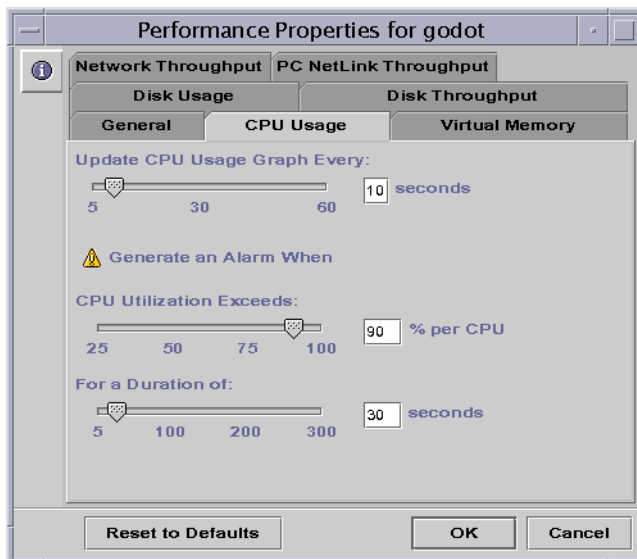 Performance Properties for godot
Network Throughput PC NetLink Throughput
Disk Usage Disk Throughput
General CPU Usage Virtual Memory
Update CPU Usage Graph Every:
10 seconds
5 30 60
Generate an Alarm When
CPU Utilization Exceeds:
90 % per CPU
25 50 75 100
For a Duration of:
30 seconds
5 100 200 300
Reset to Defaults OK Cancel